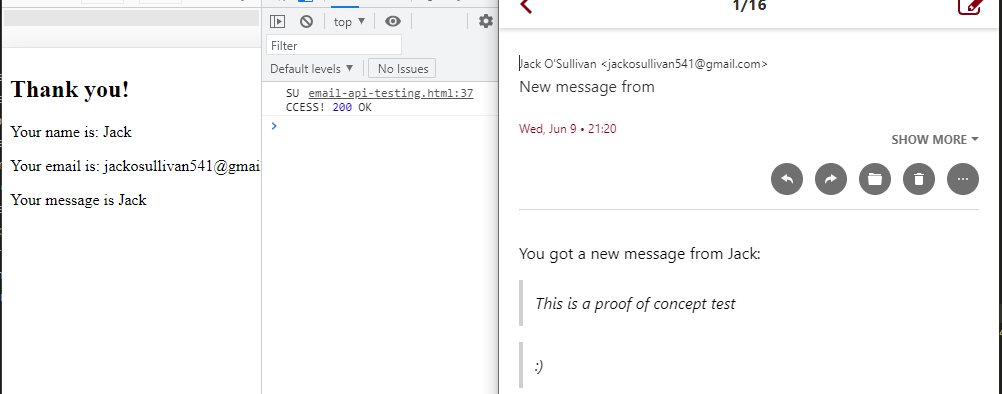 Thank you!
Your name is: Jack
Your email is: jackosullivan541@gmai
Your message is Jack
top ▼
Filter
Default levels ▼
No Issues
SU email-api-testing.html:37
CCESS! 200 OK
>
1/16
Jack O'Sullivan <jackosullivan541@gmail.com>
New message from
Wed, Jun 9 • 21:20
SHOW MORE
You got a new message from Jack:
This is a proof of concept test
:)